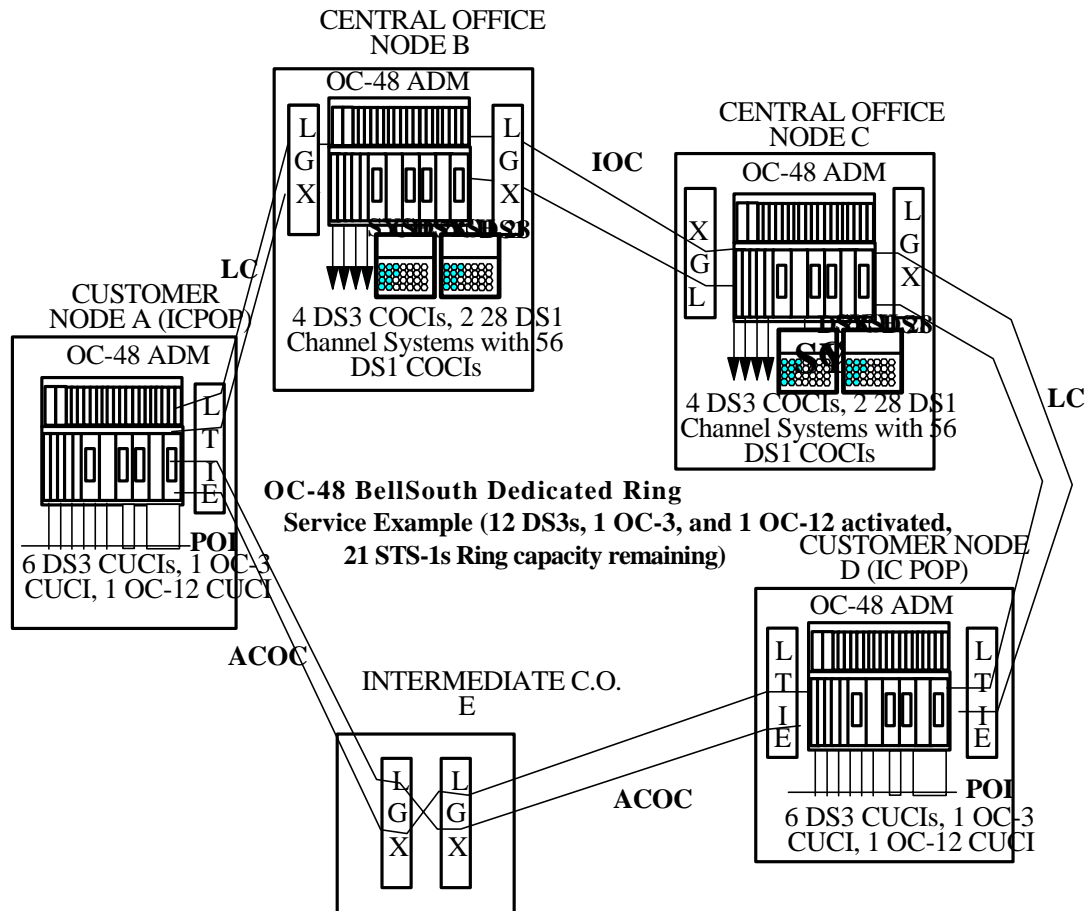 CENTRAL OFFICE
NODE B
OC-48 ADM
L
G
X
L
G
X
4 DS3 COCIs, 2 28 DS1
Channel Systems with 56
DS1 COCIs
IOC
CENTRAL OFFICE
NODE C
OC-48 ADM
X
G
L
L
G
X
4 DS3 COCIs, 2 28 DS1
Channel Systems with 56
DS1 COCIs
LC
LC
CUSTOMER
NODE A (ICPOP)
OC-48 ADM
L
T
I
E
POI
6 DS3 CUCIs, 1 OC-3
CUCI, 1 OC-12 CUCI
OC-48 BellSouth Dedicated Ring
Service Example (12 DS3s, 1 OC-3, and 1 OC-12 activated,
21 STS-1s Ring capacity remaining)
CUSTOMER NODE
D (IC POP)
OC-48 ADM
L
T
I
E
L
T
I
E
POI
6 DS3 CUCIs, 1 OC-3
CUCI, 1 OC-12 CUCI
ACOC
INTERMEDIATE C.O.
E
L
G
X
L
G
X
ACOC